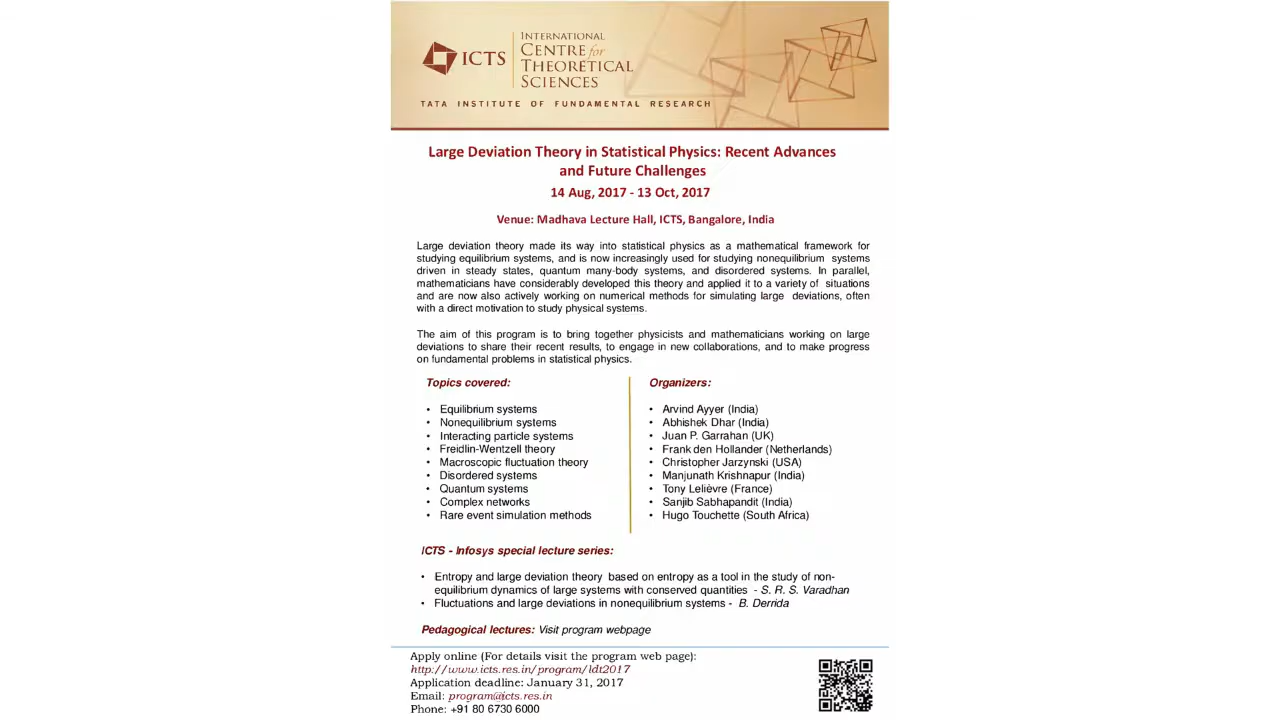 ICTS
INTERNATIONAL
CENTRE for
THEORETICAL
SCIENCES
TATA INSTITUTE OF FUNDAMENTAL RESEARCH
Large Deviation Theory in Statistical Physics: Recent Advances
and Future Challenges
14 Aug, 2017 - 13 Oct, 2017
Venue: Madhava Lecture Hall, ICTS, Bangalore, India
Large deviation theory made its way into statistical physics as a mathematical framework for
studying equilibrium systems, and is now increasingly used for studying nonequilibrium systems
driven in steady states, quantum many-body systems, and disordered systems. In parallel,
mathematicians have considerably developed this theory and applied it to a variety of situations
and are now also actively working on numerical methods for simulating large deviations, often
with a direct motivation to study physical systems.
The aim of this program is to bring together physicists and mathematicians working on large
deviations to share their recent results, to engage in new collaborations, and to make progress
on fundamental problems in statistical physics.
Topics covered:
• Equilibrium systems
• Nonequilibrium systems
• Interacting particle systems
• Freidlin-Wentzell theory
• Macroscopic fluctuation theory
• Disordered systems
• Quantum systems
• Complex networks
• Rare event simulation methods
Organizers:
• Arvind Ayyer (India)
• Abhishek Dhar (India)
• Juan P. Garrahan (UK)
• Frank den Hollander (Netherlands)
• Christopher Jarzynski (USA)
• Manjunath Krishnapur (India)
• Tony Lelièvre (France)
• Sanjib Sabhapandit (India)
• Hugo Touchette (South Africa)
ICTS - Infosys special lecture series:
• Entropy and large deviation theory based on entropy as a tool in the study of non-
equilibrium dynamics of large systems with conserved quantities - S. R. S. Varadhan
• Fluctuations and large deviations in nonequilibrium systems - B. Derrida
Pedagogical lectures: Visit program webpage
Apply online (For details visit the program web page):
http://www.icts.res.in/program/ldt2017
Application deadline: January 31, 2017
Email: program@icts.res.in
Phone: +91 80 6730 6000